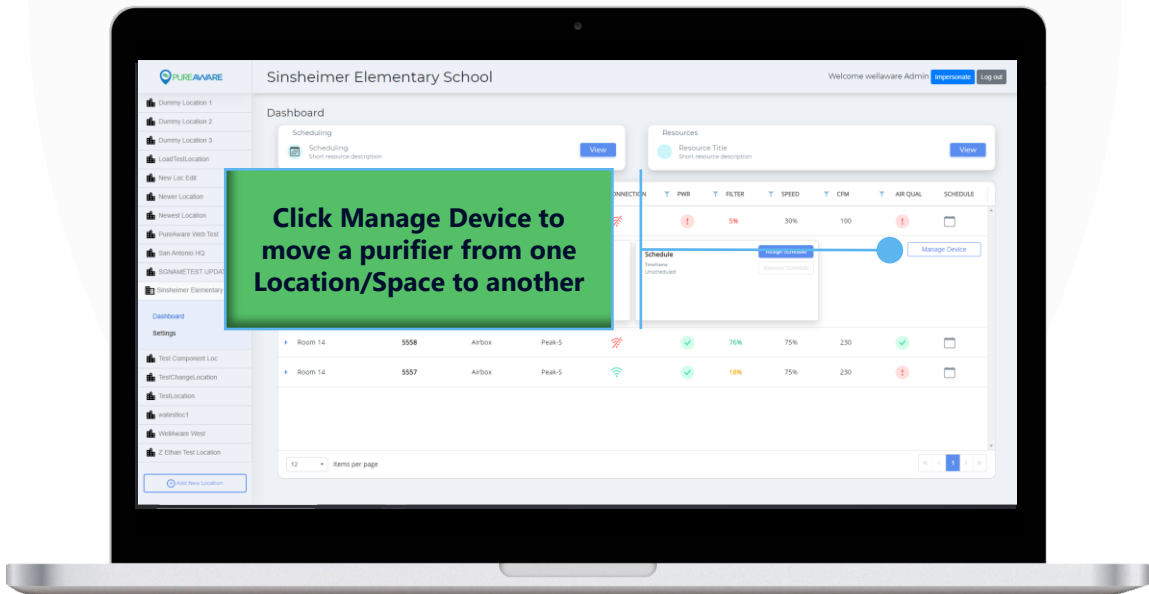 PUREAWARE
Sinsheimer Elementary School
Welcome wellaware Admin
Impersonate
Log out
Dummy Location 1
Dummy Location 2
Dummy Location 3
LoadTestLocation
New Loc Edit
Newer Location
Newest Location
PureAware Web Test
San Antonio HQ
SGNAMETEST UPDA
Sinsheimer Elementary
Dashboard
Settings
Test Component Loc
TestChangeLocation
TestLocation
watestloc1
WellAware West
Z Ethan Test Location
Add New Location
Dashboard
Scheduling
Scheduling
Short resource description
View
Resources
Resource Title
Short resource description
View
Click Manage Device to
move a purifier from one
Location/Space to another
ONNECTION PWR FILTER SPEED CFM AIR QUAL SCHEDULE
5% 30% 100
Schedule
Timeframe
Unscheduled
Manage Device
Room 14 5558 Airbox Peak-S 76% 75% 230
Room 14 5557 Airbox Peak-S 18% 75% 230
12 items per page
1